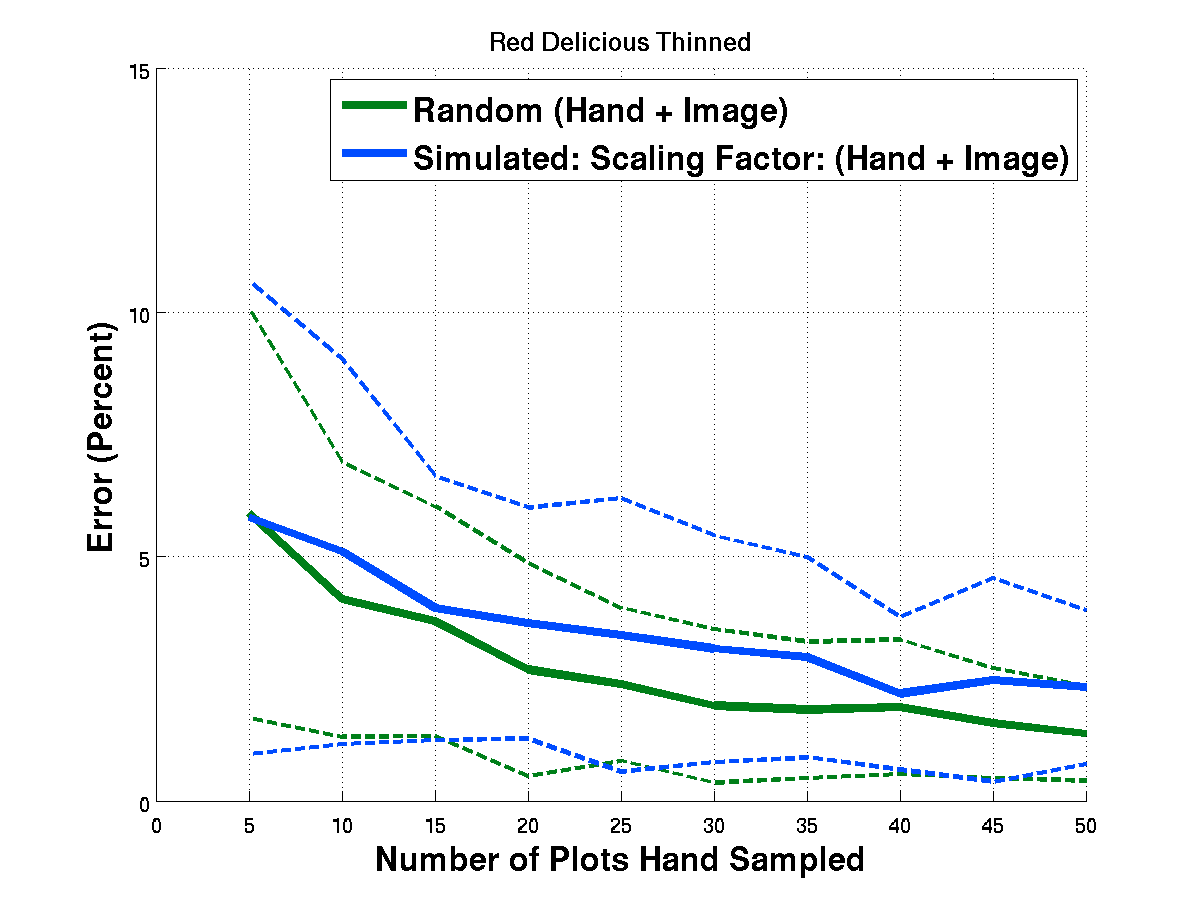 Red Delicious Thinned
15
10
5
0
Error (Percent)
Random (Hand + Image)
Simulated: Scaling Factor: (Hand + Image)
0 5 10 15 20 25 30 35 40 45 50
Number of Plots Hand Sampled